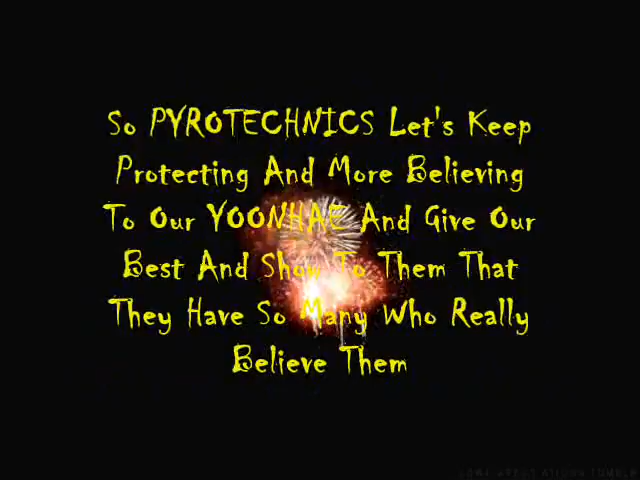 So PYROTECHNICS Let's Keep
Protecting And More Believing
To Our YOONHAE And Give Our
Best And Show To Them That
They Have So Many Who Really
Believe Them